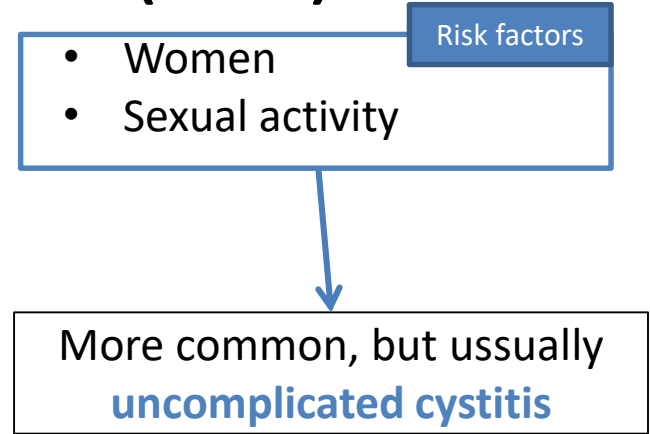 Risk factors
• Women
• Sexual activity
More common, but ussually
uncomplicated cystitis